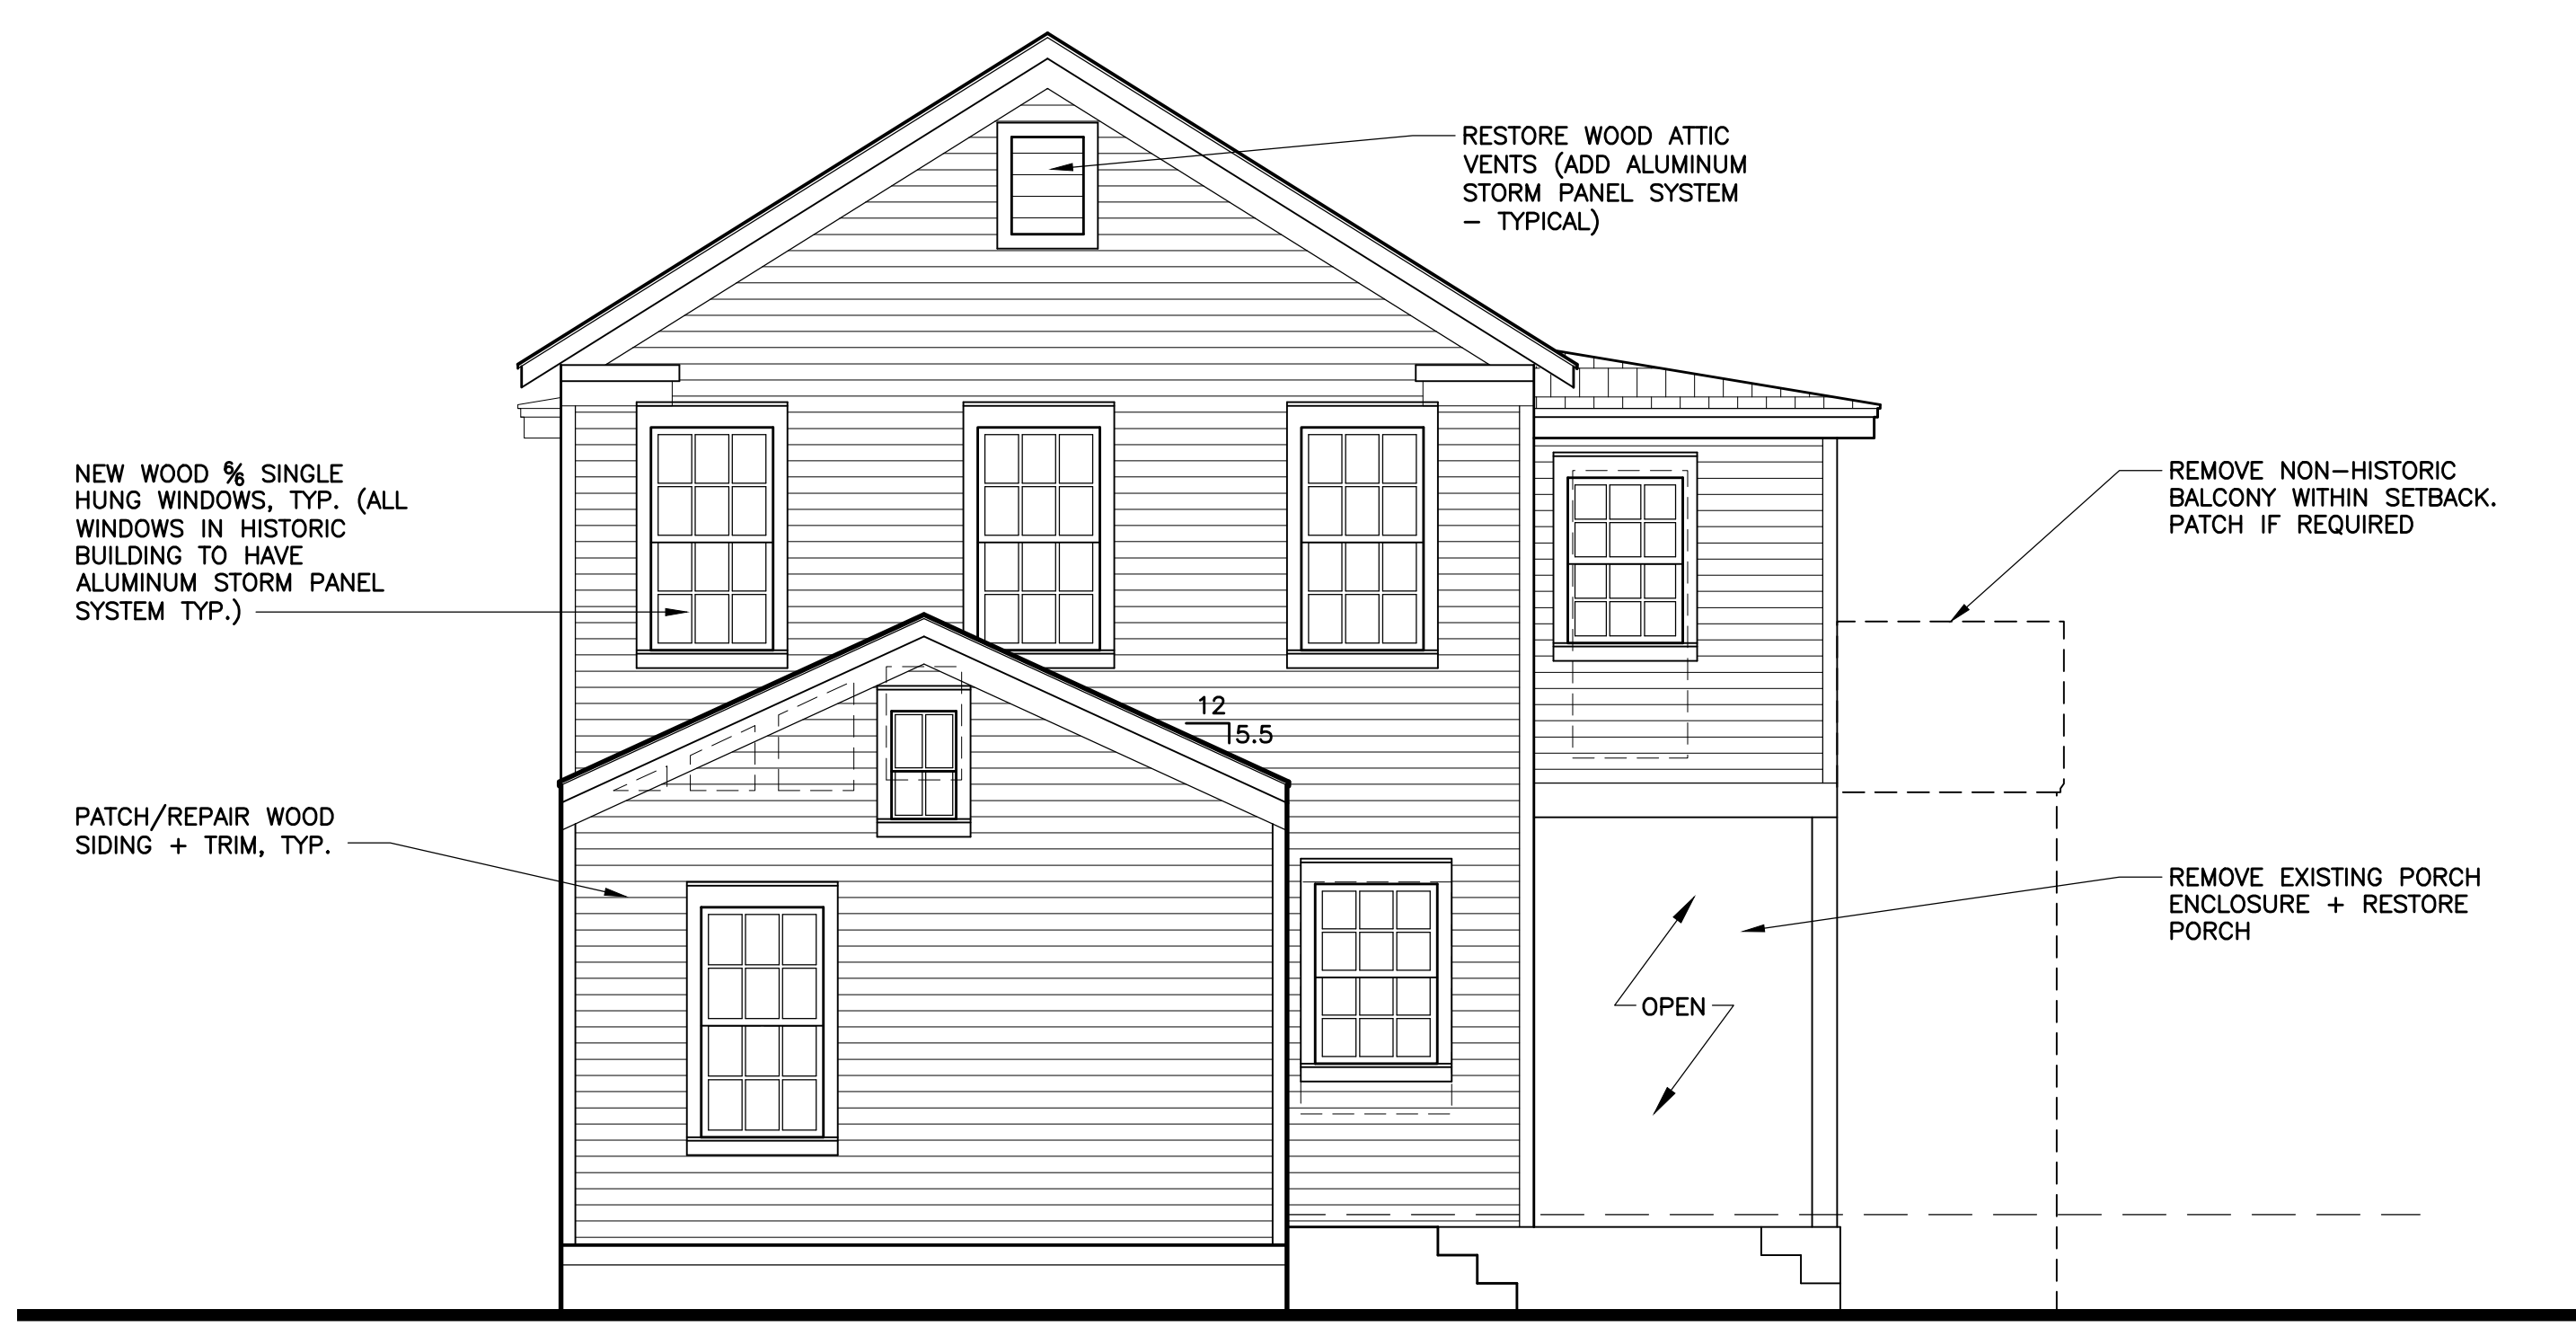 RESTORE WOOD ATTIC
VENTS (ADD ALUMINUM
STORM PANEL SYSTEM
- TYPICAL)
NEW WOOD 6/6 SINGLE
HUNG WINDOWS, TYP. (ALL
WINDOWS IN HISTORIC
BUILDING TO HAVE
ALUMINUM STORM PANEL
SYSTEM TYP.)
REMOVE NON-HISTORIC
BALCONY WITHIN SETBACK.
PATCH IF REQUIRED
12
5.5
PATCH/REPAIR WOOD
SIDING + TRIM, TYP.
REMOVE EXISTING PORCH
ENCLOSURE + RESTORE
PORCH
OPEN